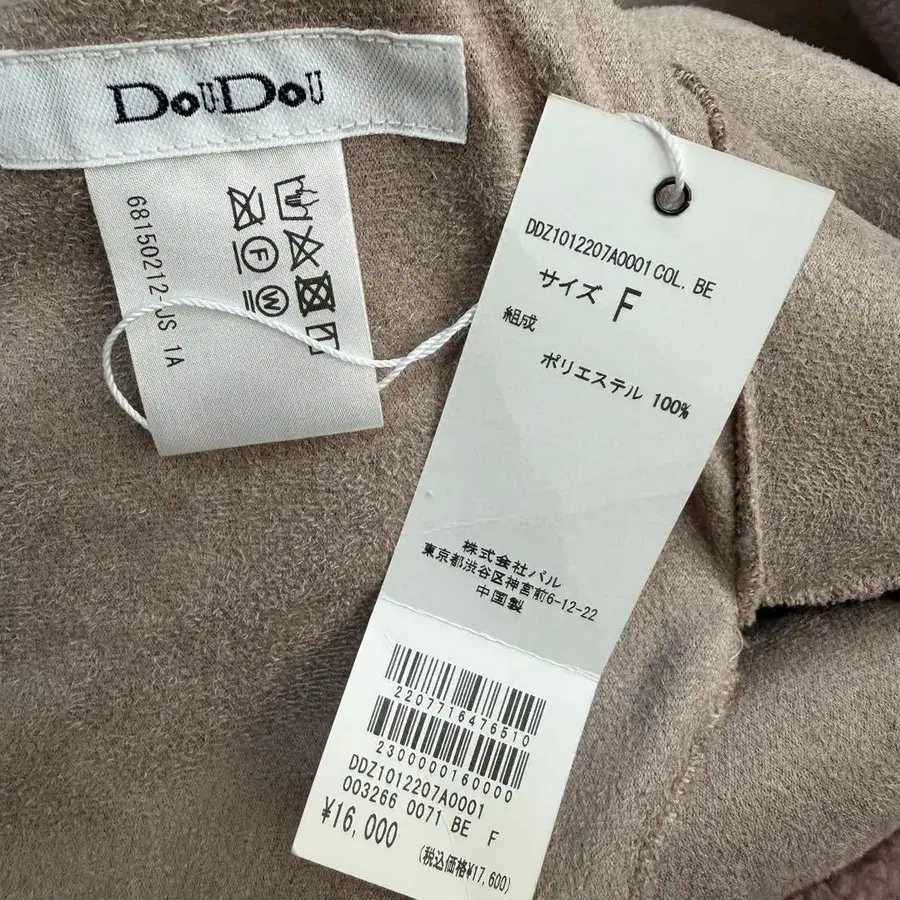 DOUDOU
68150212-JS 1A
F
W
DDZ1012207A0001 COL. BE
サイズ F
組成
ポリエステル 100%
株式会社パル
東京都渋谷区神宮前6-12-22
中国製
2207716476510
2300000160000
DDZ1012207A0001
003266 0071 BE F
¥16,000
(税込価格¥17,600)